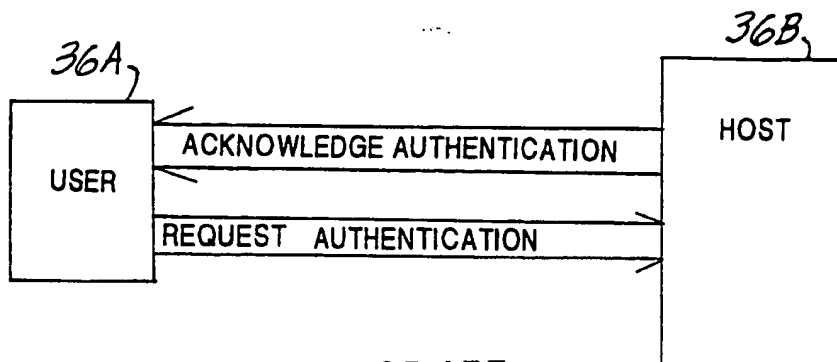 36A
36B
HOST
ACKNOWLEDGE AUTHENTICATION
USER
REQUEST AUTHENTICATION